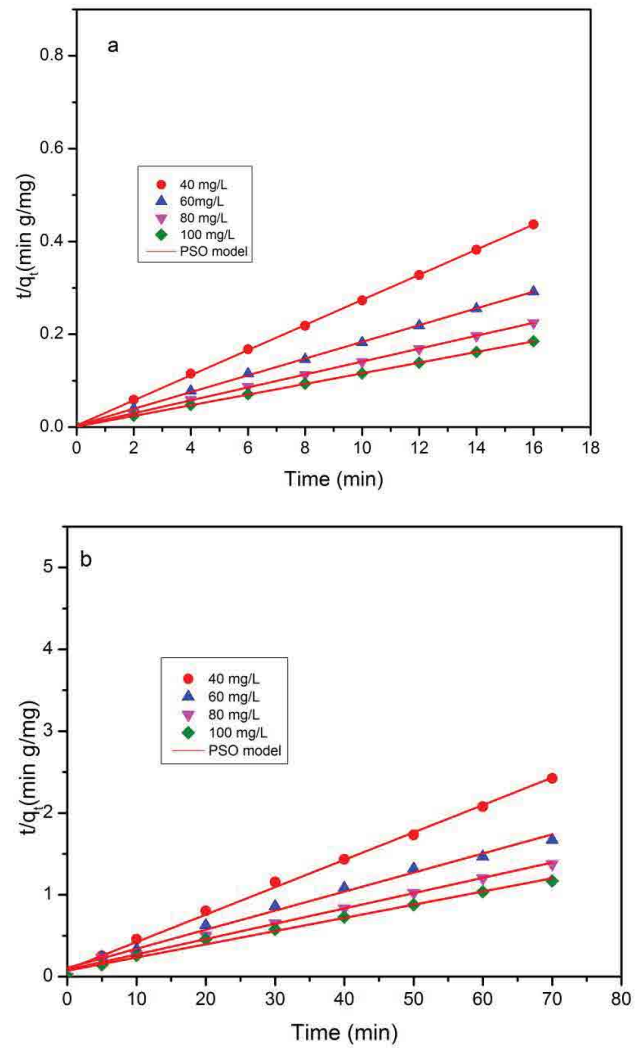 a
0.8
0.6
0.4
0.2
0.0
t/qt(min g/mg)
40 mg/L
60mg/L
80 mg/L
100 mg/L
PSO model
0 2 4 6 8 10 12 14 16 18
Time (min)
b
5
4
3
2
1
0
t/qt(min g/mg)
40 mg/L
60 mg/L
80 mg/L
100 mg/L
PSO model
0 10 20 30 40 50 60 70 80
Time (min)